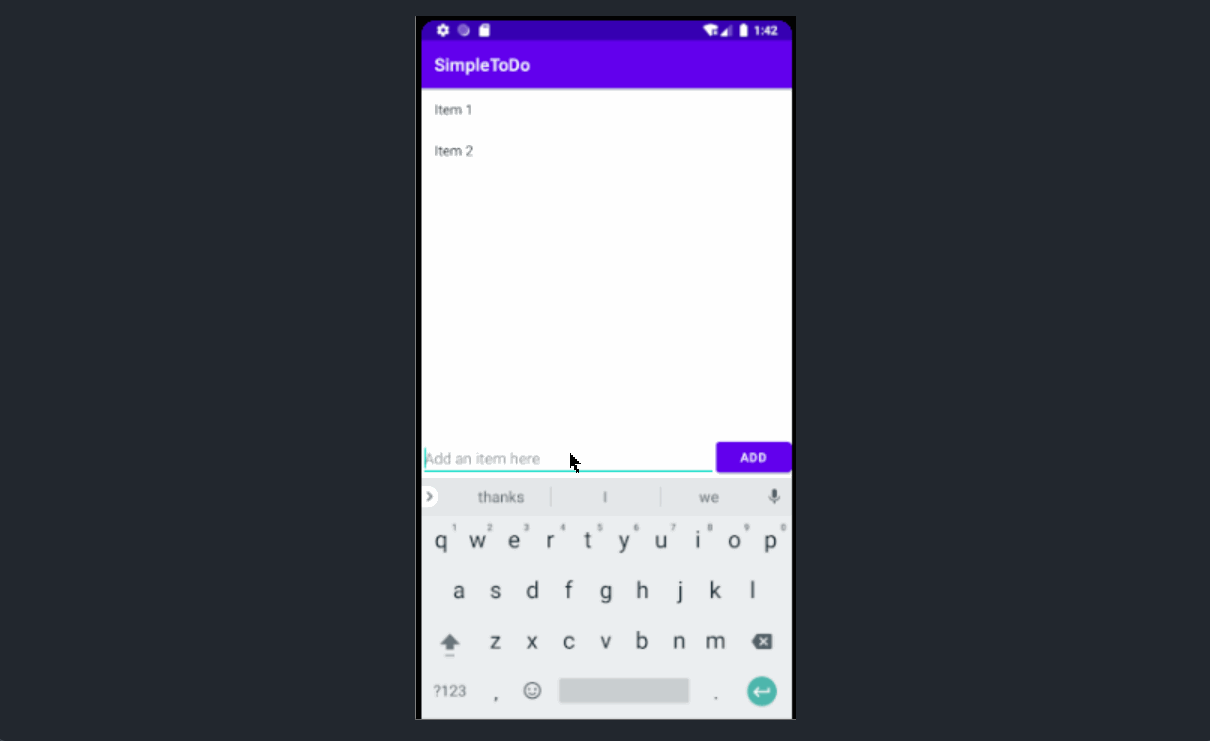 1:42
SimpleToDo
Item 1
Item 2
Add an item here ADD
thanks I we
q 1 w 2 e 3 r 4 t 5 y 6 u 7 i 8 o 9 p 0
a s d f g h j k l
z x c v b n m
?123 , .